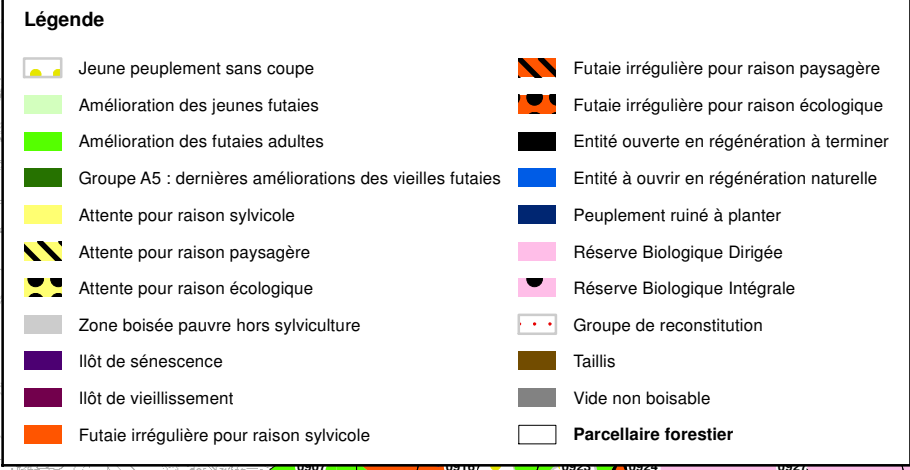 Légende
Jeune peuplement sans coupe
Amélioration des jeunes futaies
Amélioration des futaies adultes
Groupe A5 : dernières améliorations des vieilles futaies
Attente pour raison sylvicole
Attente pour raison paysagère
Attente pour raison écologique
Zone boisée pauvre hors sylviculture
Ilôt de sénescence
Ilôt de vieillissement
Futaie irrégulière pour raison sylvicole
Futaie irrégulière pour raison paysagère
Futaie irrégulière pour raison écologique
Entité ouverte en régénération à terminer
Entité à ouvrir en régénération naturelle
Peuplement ruiné à planter
Réserve Biologique Dirigée
Réserve Biologique Intégrale
Groupe de reconstitution
Taillis
Vide non boisable
Parcellaire forestier